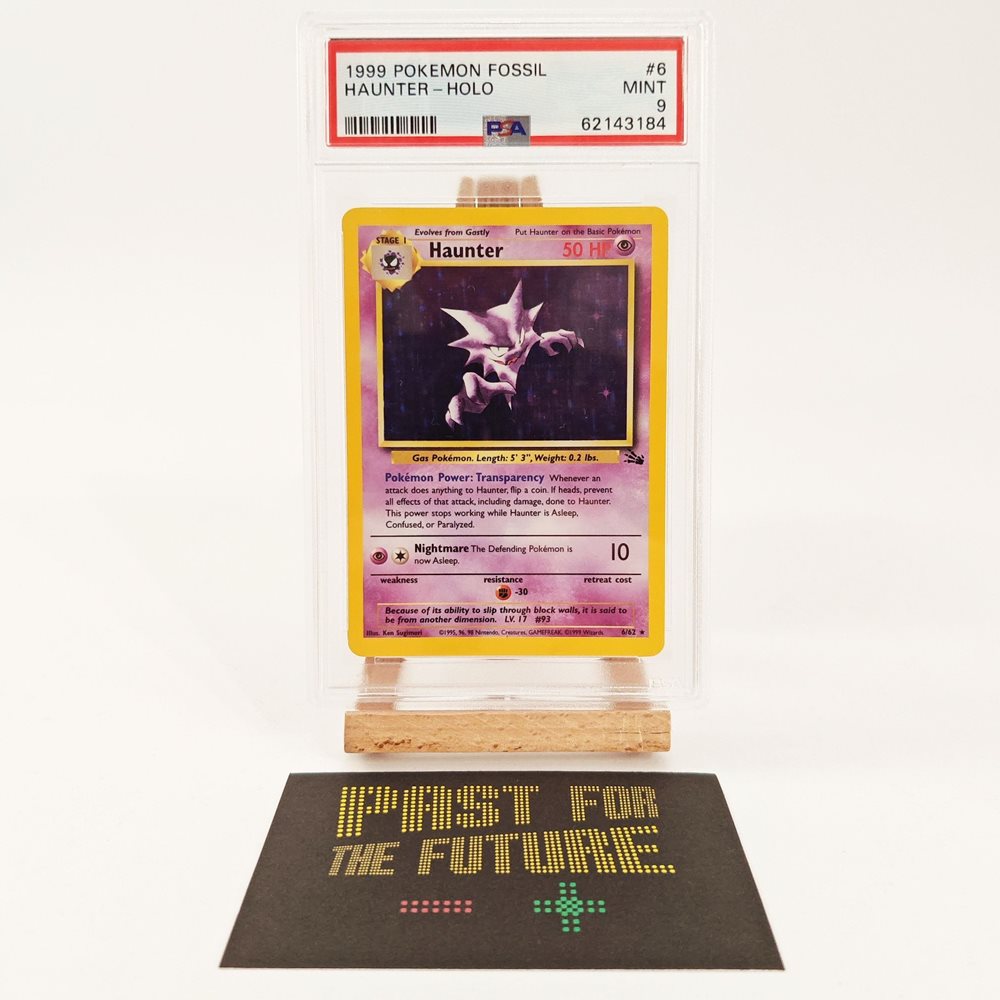 1999 POKEMON FOSSIL #6
HAUNTER – HOLO MINT
9
PSA 62143184
Evolves from Gastly Put Haunter on the Basic Pokémon
STAGE 1 Haunter 50 HP
Gas Pokémon. Length: 5' 3", Weight: 0.2 lbs.
Pokémon Power: Transparency Whenever an
attack does anything to Haunter, flip a coin. If heads, prevent
all effects of that attack, including damage, done to Haunter.
This power stops working while Haunter is Asleep,
Confused, or Paralyzed.
Nightmare The Defending Pokémon is 10
now Asleep.
weakness resistance retreat cost
-30
Because of its ability to slip through block walls, it is said to
be from another dimension. LV. 17 #93
Illus. Ken Sugimori ©1995, 96, 98 Nintendo, Creatures, GAMEFREAK. ©1999 Wizards. 6/62 ★
PAST FOR
THE FUTURE